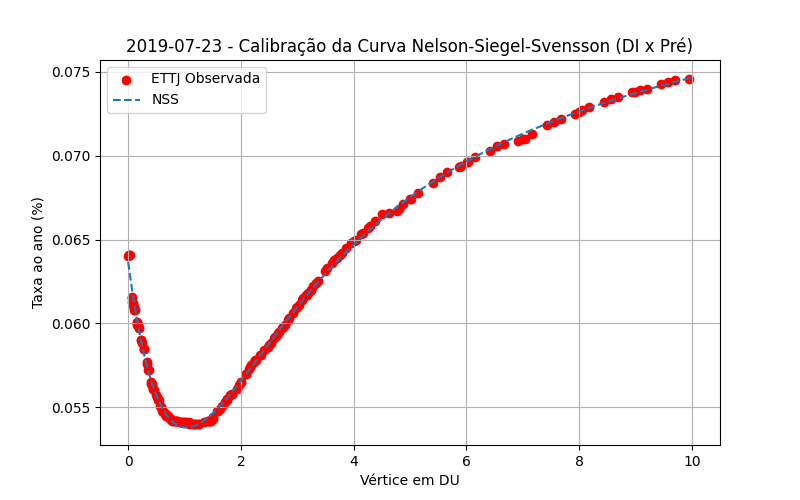 2019-07-23 - Calibração da Curva Nelson-Siegel-Svensson (DI x Pré)
ETTJ Observada
NSS
Taxa ao ano (%)
0.075
0.070
0.065
0.060
0.055
0 2 4 6 8 10
Vértice em DU